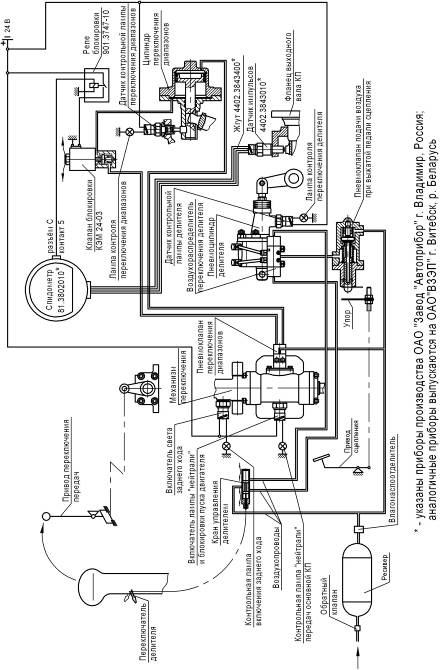 24 В
Реле
блокировки
901.3747-10
Датчик контрольной лампы
переключения диапазонов
Цилиндр
переключения
диапазонов
Жгут 4402.3843400*
Датчик импульсов
4402.3843010*
Фланец выходного
вала КП
разъём С
контакт 5
Клапан блокировки
КЭМ 24-03
Лампа контроля
переключения диапазонов
Спидометр
81.3802010*
Датчик контрольной
лампы делителя
Воздухораспределитель
переключения делителя
Пневмоцилиндр
делителя
Лампа контроля
переключения делителя
Пневмоклапан подачи воздуха
при выжатой педали сцепления
Упор
Пневмоклапан
переключения
диапазонов
Механизм
переключения
Включатель света
заднего хода
Включатель лампы "нейтрали"
и блокировки пуска двигателя
Кран управления
делителем
Привод
сцепления
Привод переключения
передач
Переключатель
делителя
Контрольная лампа
включения заднего хода
Воздухопроводы
Контрольная лампа "нейтрали"
передач основной КП
Влагомаслоотделитель
Обратный
клапан
Ресивер
* - указаны приборы производства ОАО "Завод "Автоприбор" г. Владимир, Россия;
аналогичные приборы выпускаются на ОАО"ВЗЭП" г. Витебск, р. Беларусь